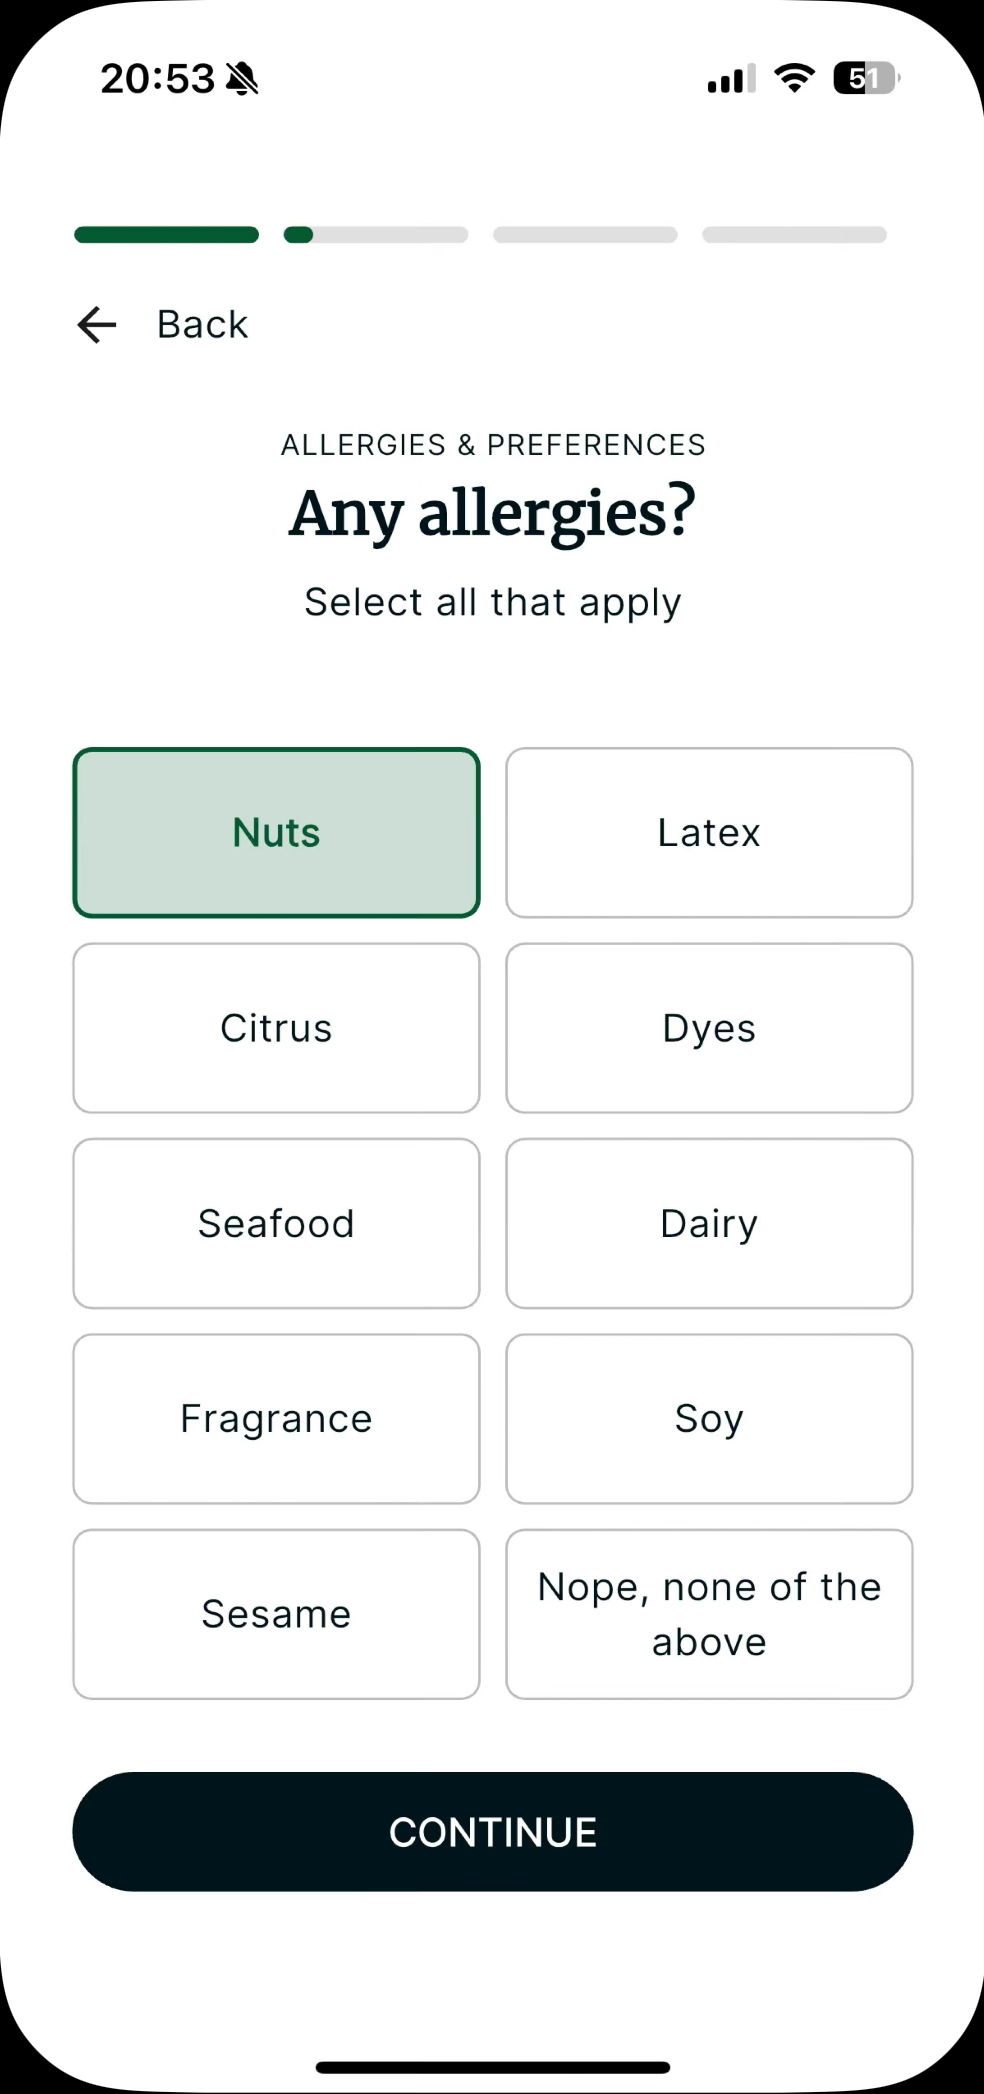 20:53
51
Back
ALLERGIES & PREFERENCES
Any allergies?
Select all that apply
Nuts
Latex
Citrus
Dyes
Seafood
Dairy
Fragrance
Soy
Sesame
Nope, none of the
above
CONTINUE